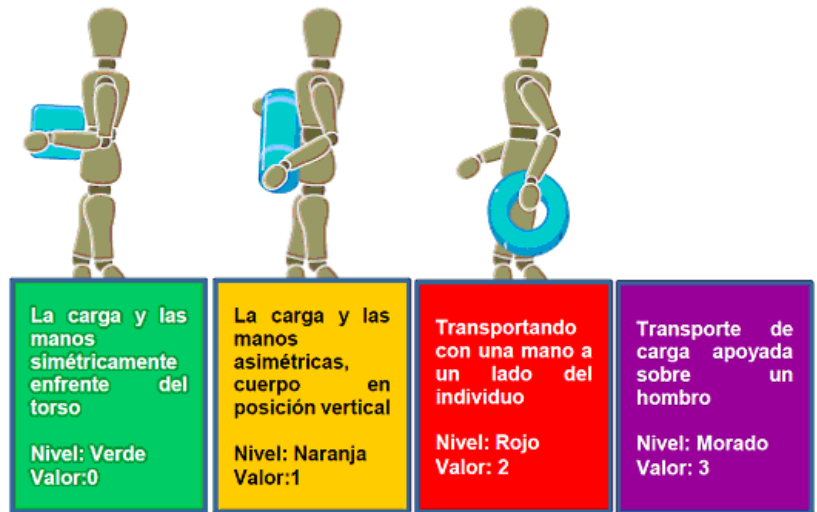 La carga y las
manos
simétricamente
enfrente del
torso
Nivel: Verde
Valor:0
La carga y las
manos
asimétricas,
cuerpo en
posición vertical
Nivel: Naranja
Valor:1
Transportando
con una mano a
un lado del
individuo
Nivel: Rojo
Valor: 2
Transporte de
carga apoyada
sobre un
hombro
Nivel: Morado
Valor: 3